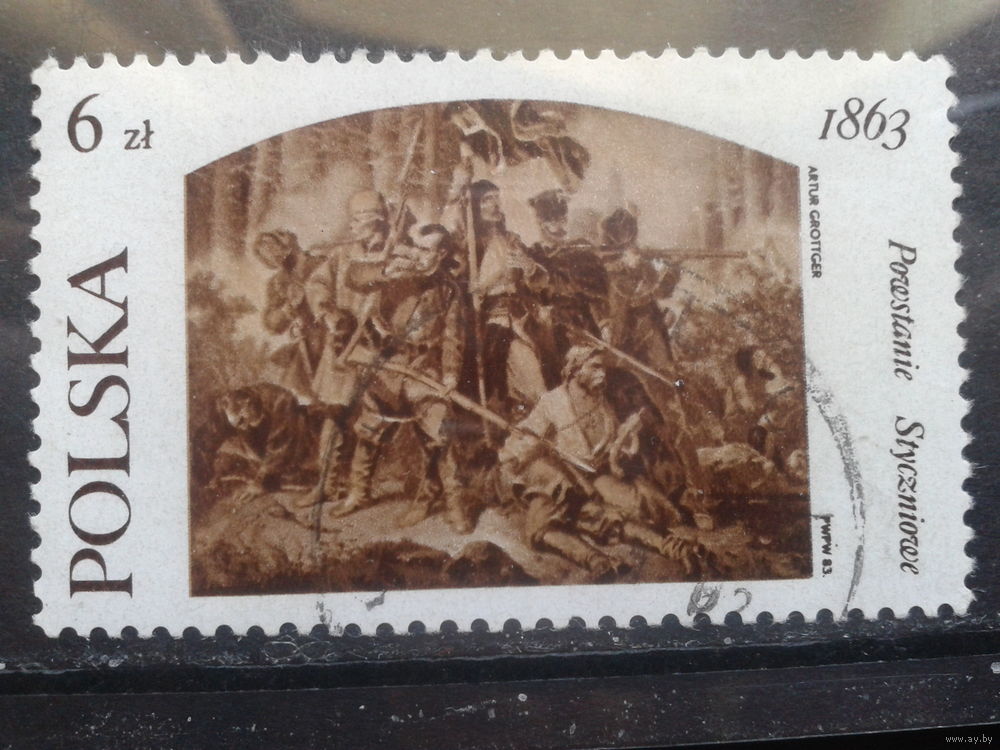 6 zł
1863
POLSKA
ARTUR GROTTGER
Powstanie Styczniowe
PWPW 83.
www.ay.by